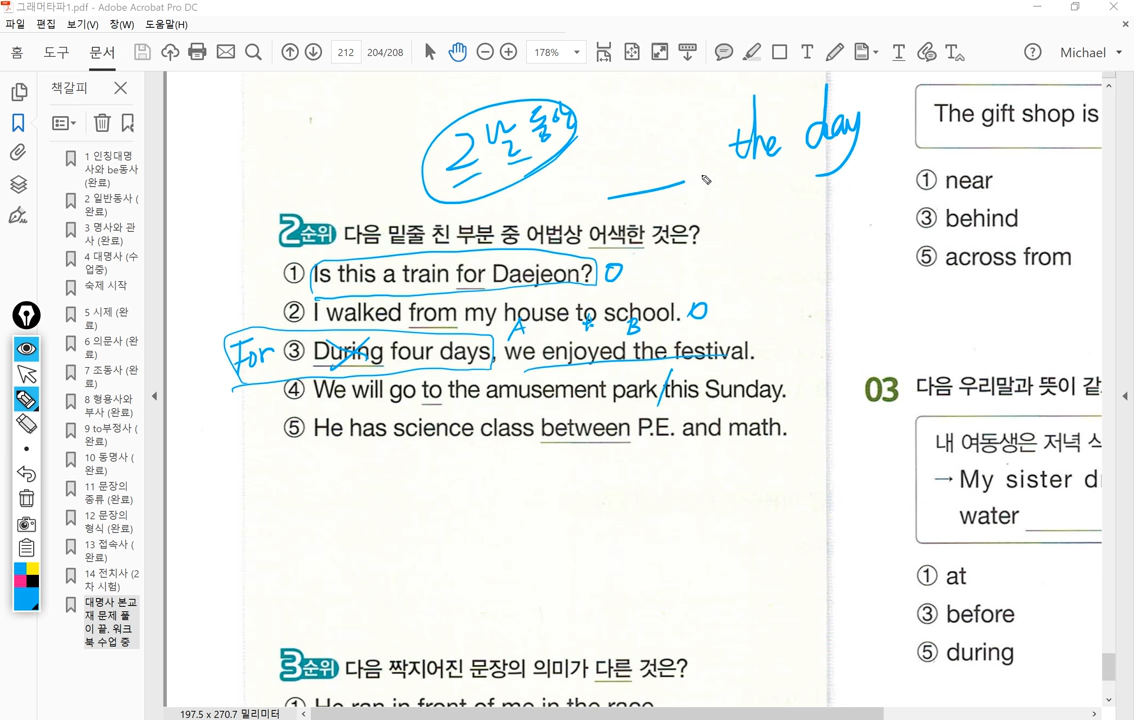 그래머타파1.pdf - Adobe Acrobat Pro DC
파일 편집 보기(V) 창(W) 도움말(H)
홈 도구 문서 212 204/208 178% Michael
책갈피
1 인칭대명
사와 be동사
(완료)
2 일반동사 (
완료)
3 명사와 관
사 (완료)
4 대명사 (수
업중)
숙제 시작
5 시제 (완
료)
6 의문사 (
완료)
7 조동사 (
완료)
8 형용사와
부사 (완료)
9 to부정사 (
완료)
10 동명사 (
완료)
11 문장의
종류 (완료)
12 문장의
형식 (완료)
13 접속사 (
완료)
14 전치사 (2
차 시험)
대명사 본교
재 문제 풀
이 끝. 워크
북 수업 중
그 날 동안
the day
2순위 다음 밑줄 친 부분 중 어법상 어색한 것은?
① Is this a train for Daejeon? O
② I walked from my house to school. O
A B
For ③ During four days, we enjoyed the festival.
④ We will go to the amusement park/this Sunday.
⑤ He has science class between P.E. and math.
3순위 다음 짝지어진 문장의 의미가 다른 것은?
① He ran in front of me in the race.
The gift shop is
① near
③ behind
⑤ across from
03 다음 우리말과 뜻이 같
내 여동생은 저녁 식
→ My sister d
water
① at
③ before
⑤ during
197.5 x 270.7 밀리미터